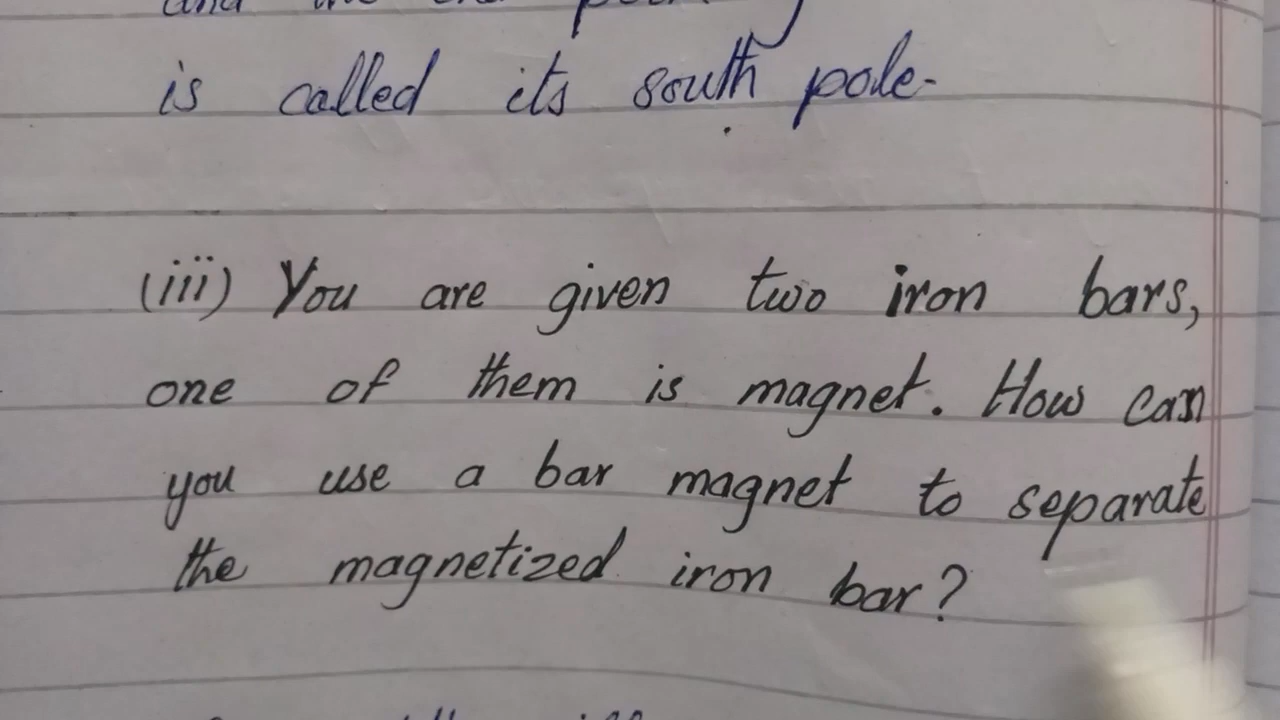 is called its south pole-
(iii) You are given two iron bars,
one of them is magnet. How can
you use a bar magnet to separate
the magnetized iron bar?